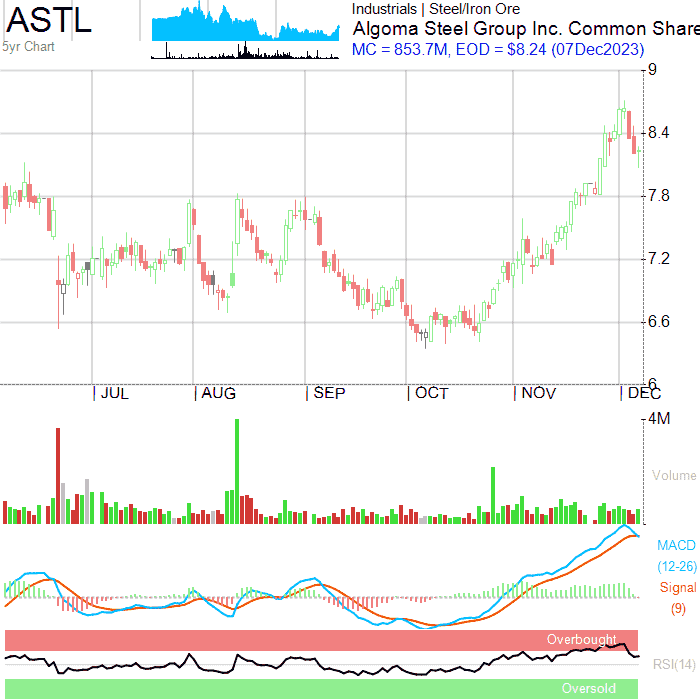 ASTL
5yr Chart
Industrials | Steel/Iron Ore
Algoma Steel Group Inc. Common Share
MC = 853.7M, EOD = $8.24 (07Dec2023)
9
8.4
7.8
7.2
6.6
6
JUL AUG SEP OCT NOV DEC
4M
Volume
MACD
(12-26)
Signal
(9)
Overbought
RSI(14)
Oversold